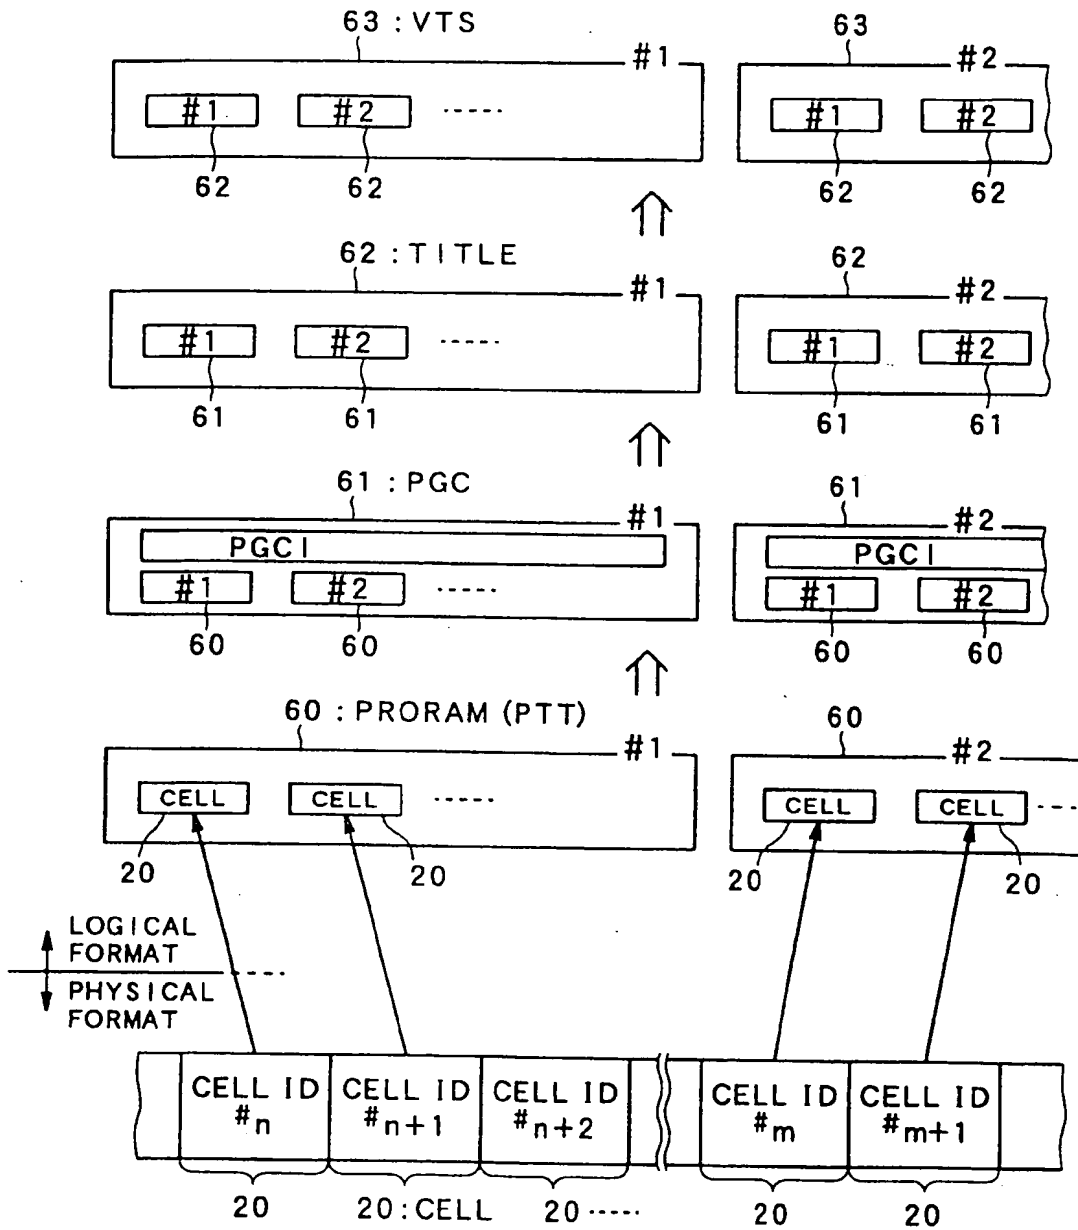 63 : VTS 63
#1 #2
#1 #2 ..... #1 #2
62 62 62 62
62 : TITLE 62
#1 #2
#1 #2 ..... #1 #2
61 61 61 61
61 : PGC 61
#1 #2
PGCI PGCI
#1 #2 ..... #1 #2
60 60 60 60
60 : PRORAM (PTT) 60
#1 #2
CELL CELL ..... CELL CELL ....
20 20 20 20
LOGICAL
FORMAT
PHYSICAL
FORMAT
CELL ID CELL ID CELL ID CELL ID CELL ID
#n #n+1 #n+2 #m #m+1
20 20 : CELL 20 ..... 20 20